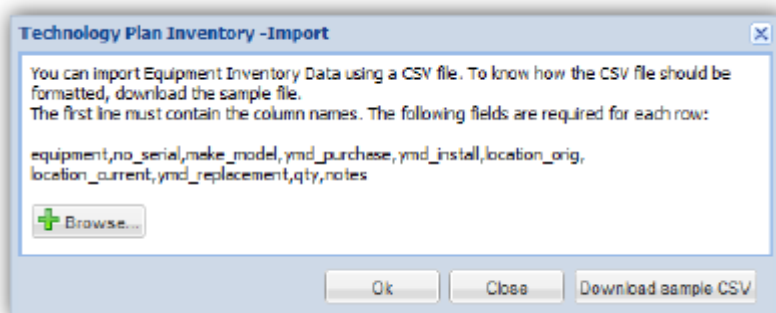 Technology Plan Inventory -Import
You can import Equipment Inventory Data using a CSV file. To know how the CSV file should be
formatted, download the sample file.
The first line must contain the column names. The following fields are required for each row:
equipment,no_serial,make_model,ymd_purchase,ymd_install,location_orig,
location_current,ymd_replacement,qty,notes
Browse...
Ok
Close
Download sample CSV